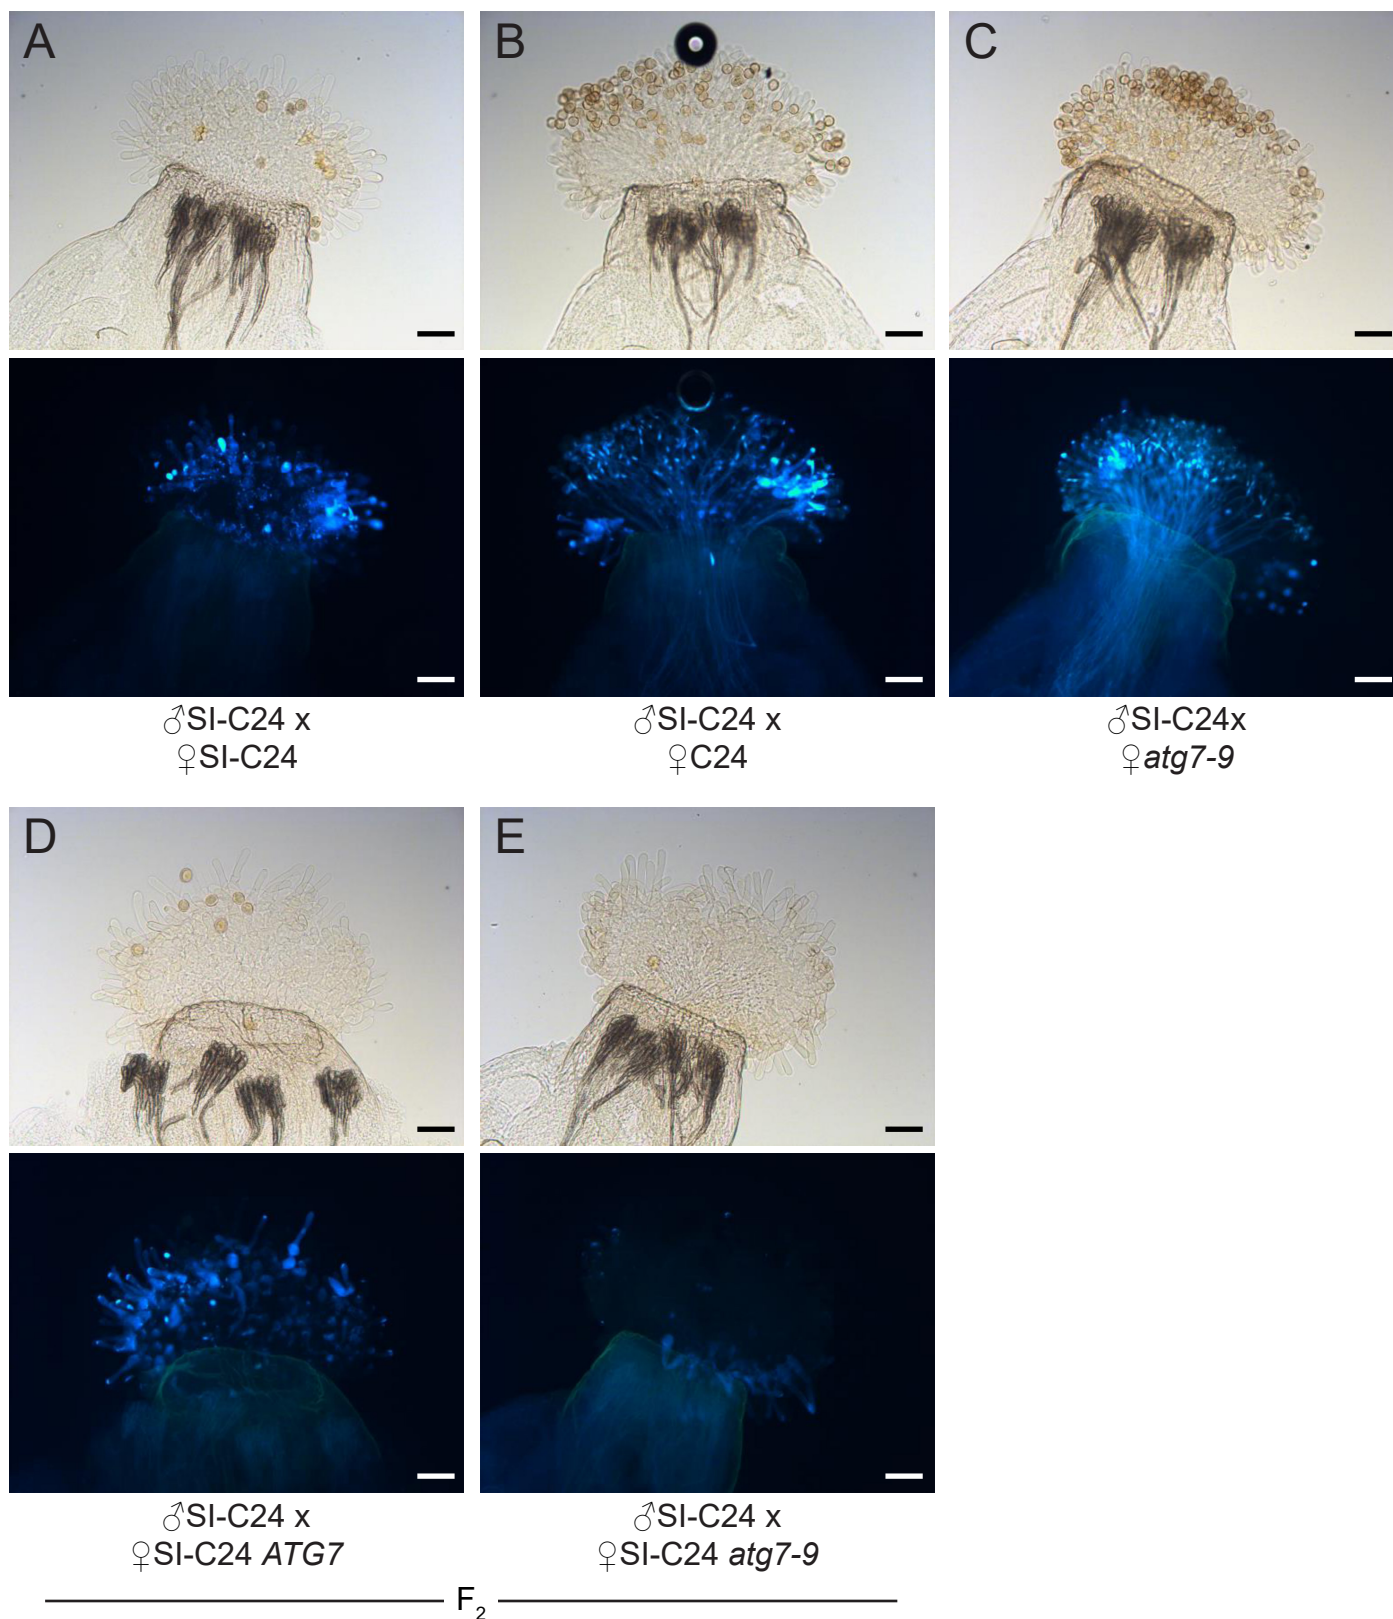 A
B
C
♂SI-C24 x
♀SI-C24
♂SI-C24 x
♀C24
♂SI-C24x
♀atg7-9
D
E
♂SI-C24 x
♀SI-C24 ATG7
♂SI-C24 x
♀SI-C24 atg7-9
F2